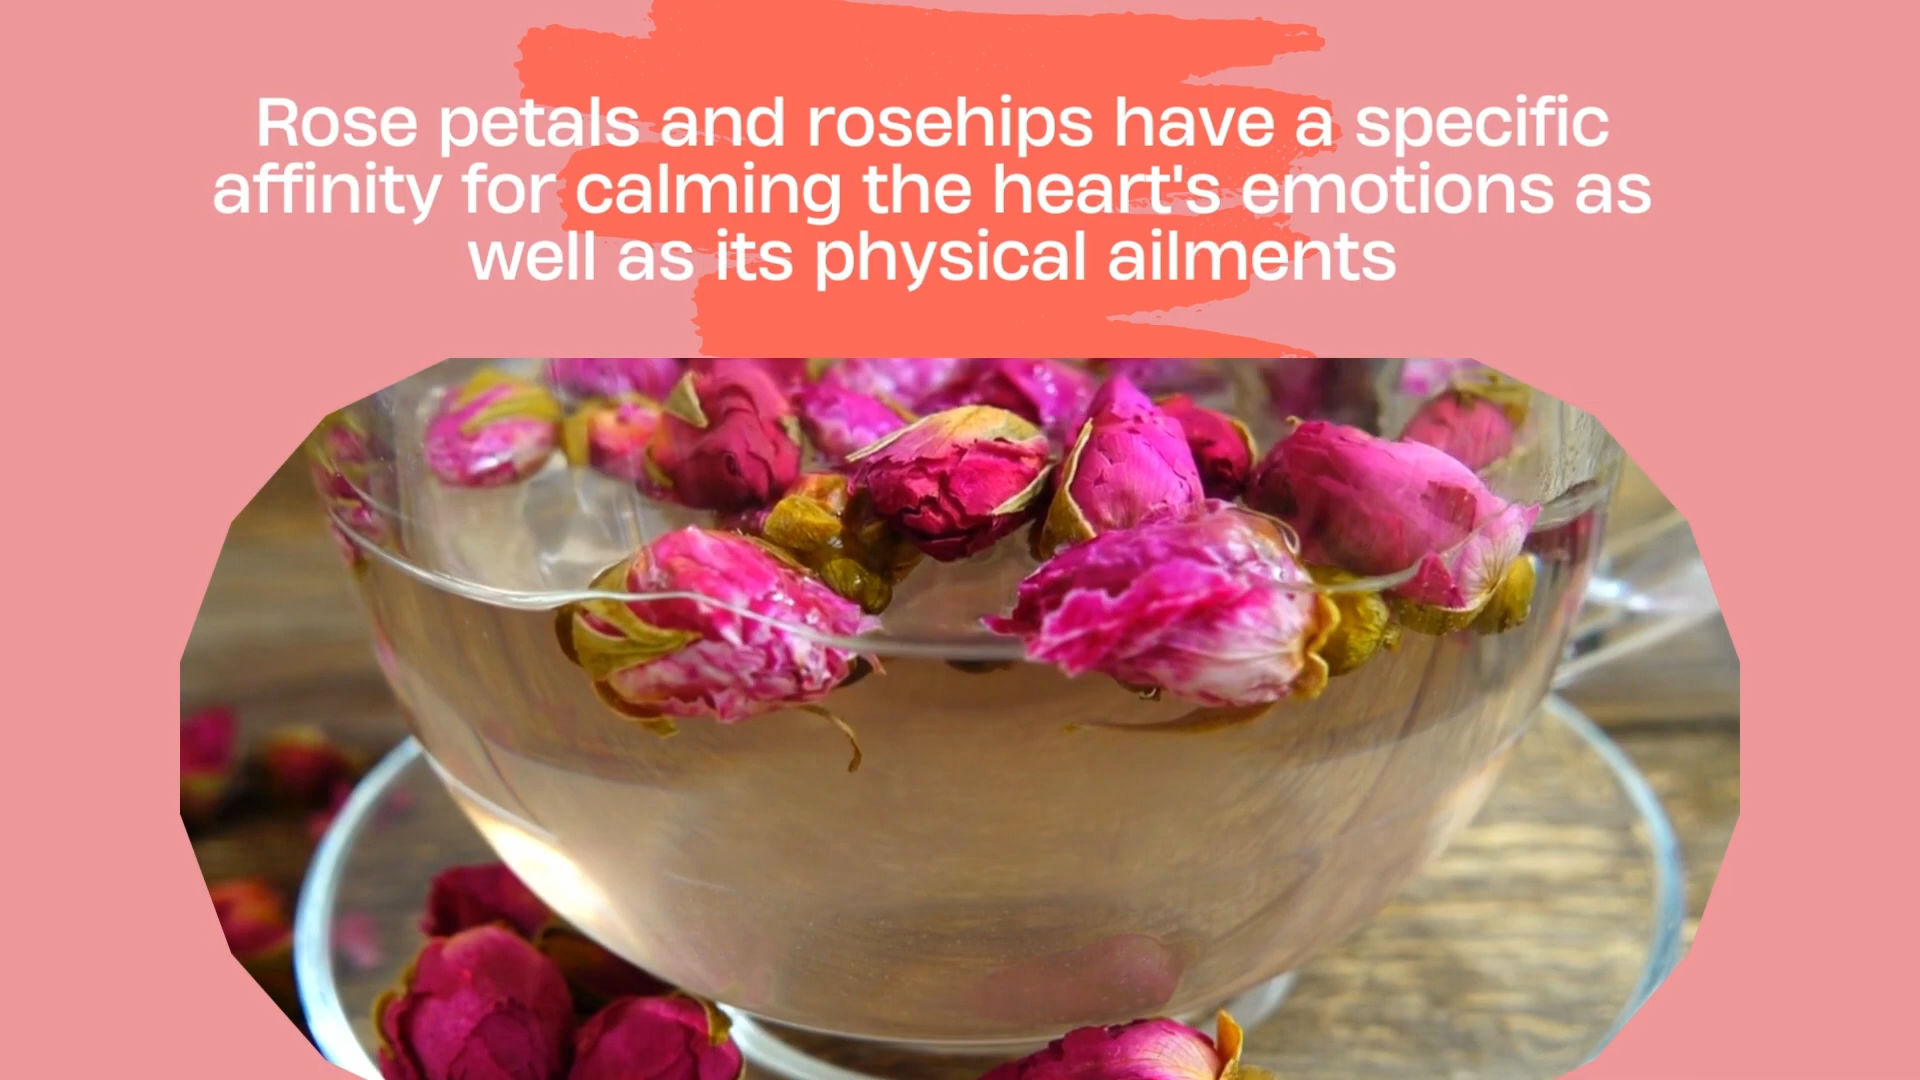 Rose petals and rosehips have a specific
affinity for calming the heart's emotions as
well as its physical ailments